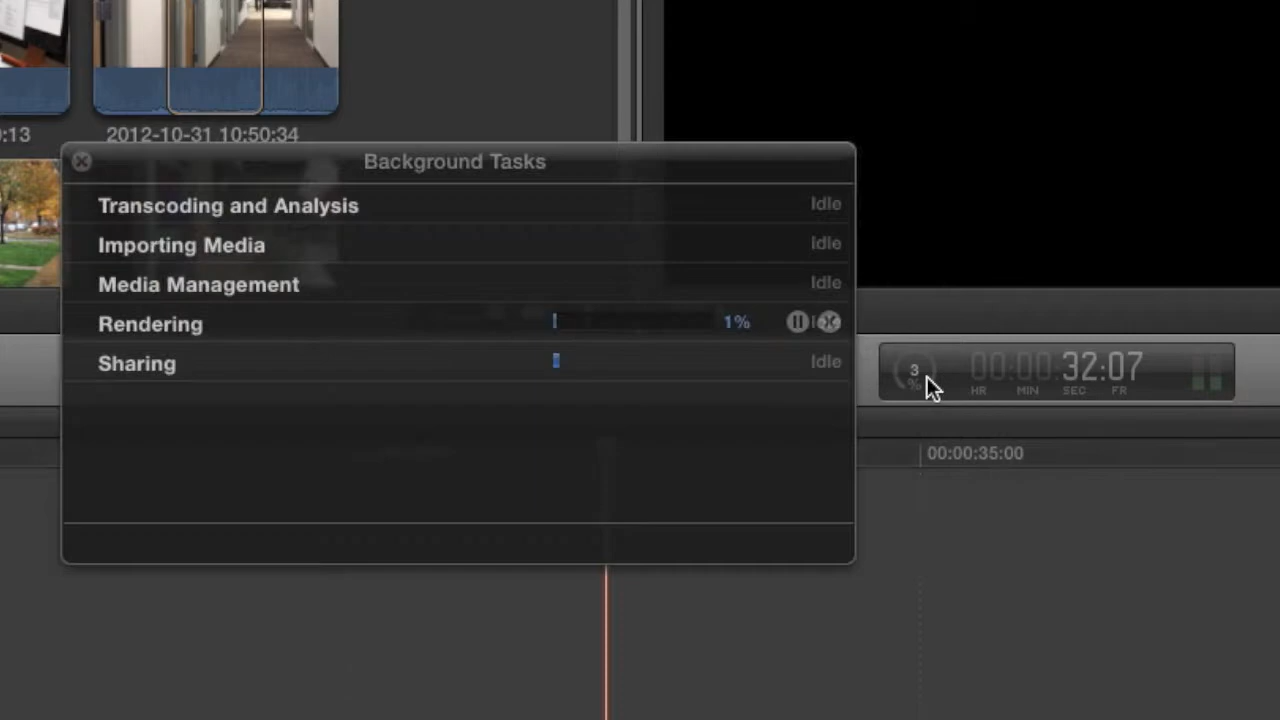 :13
2012-10-31 10:50:34
Background Tasks
Transcoding and Analysis Idle
Importing Media Idle
Media Management Idle
Rendering 1%
Sharing Idle
3
%
00:00:32:07
HR MIN SEC FR
00:00:35:00